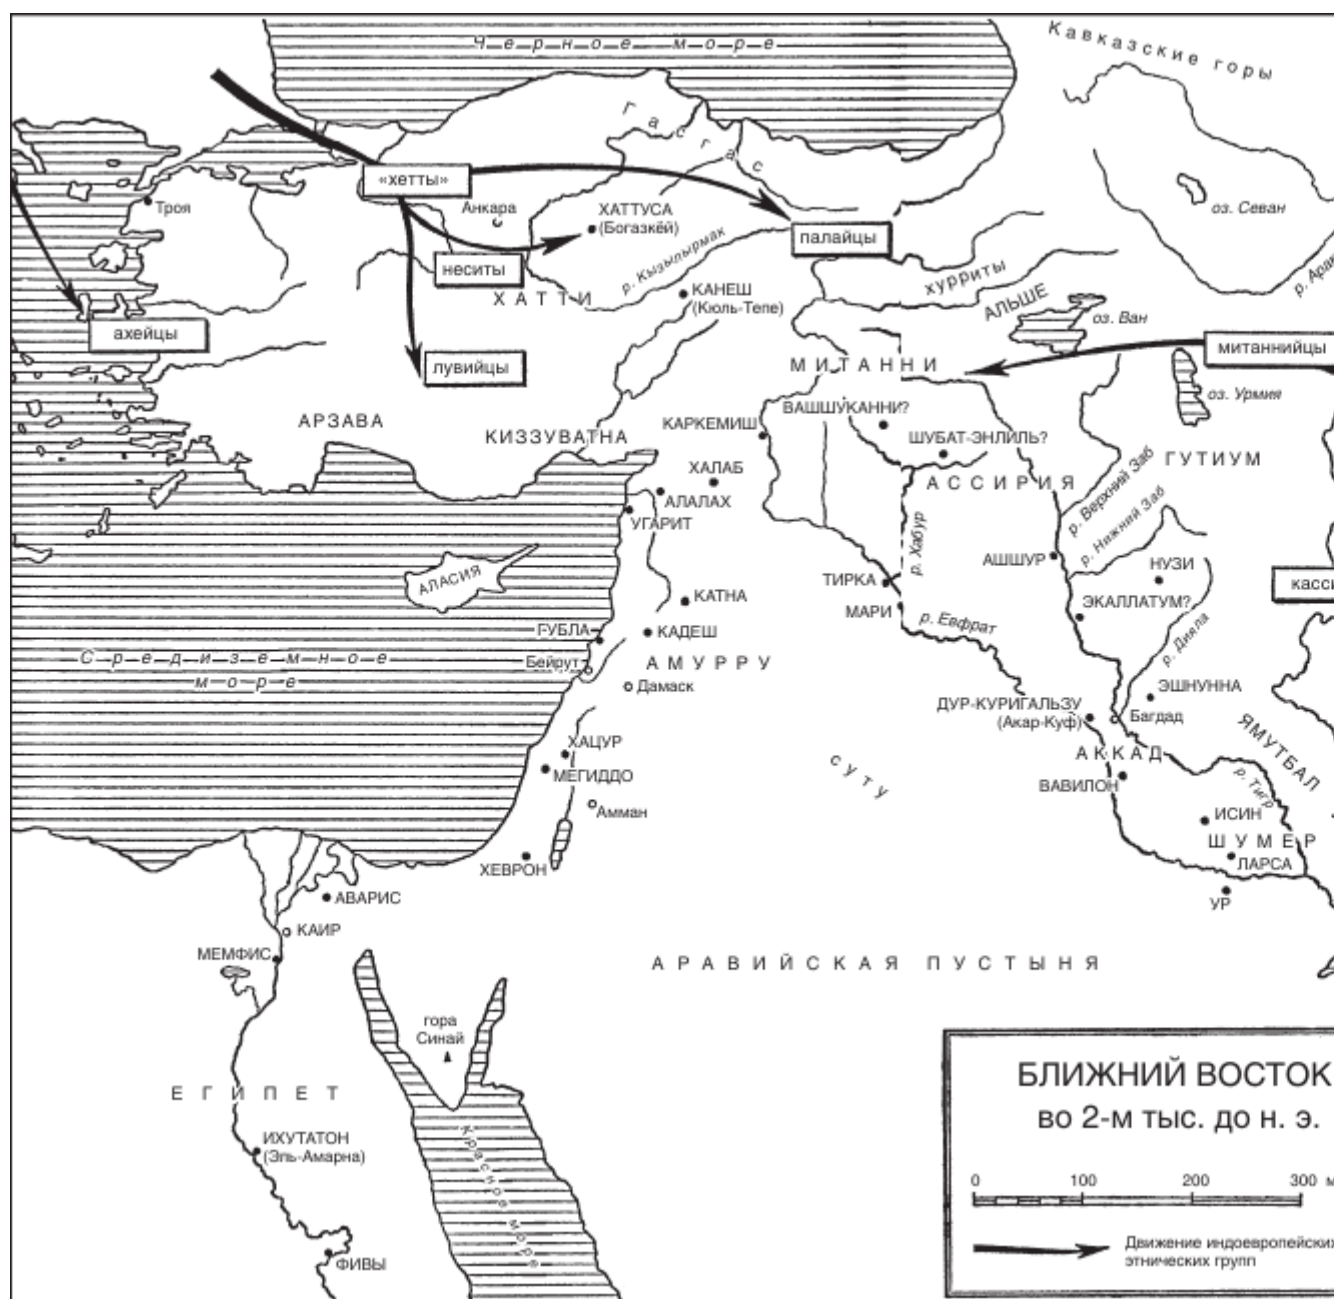 Черное море
Кавказские горы
Гасгас
«хетты»
Троя
Анкара
ХАТТУСА
(Богазкёй)
оз. Севан
палайцы
неситы
р. Кызылырмак
ХАТТИ
хурриты
КАНЕШ
(Кюль-Тепе)
АЛЬШЕ
оз. Ван
ахейцы
митаннийцы
МИТАННИ
лувийцы
оз. Урмия
ВАШШУКАННИ?
АРЗАВА
КАРКЕМИШ
КИЗЗУВАТНА
ШУБАТ-ЭНЛИЛЬ?
ГУТИУМ
ХАЛАБ
АССИРИЯ
р. Верхний Заб
АЛАЛАХ
УГАРИТ
р. Нижний Заб
р. Хабур
АШШУР
НУЗИ
АЛАСИЯ
ТИРКА
КАТНА
МАРИ
ЭКАЛЛАТУМ?
р. Евфрат
ГУБЛА
КАДЕШ
р. Дияла
Средиземное
море
Бейрут
АМУРРУ
Дамаск
ЭШНУННА
ДУР-КУРИГАЛЬЗУ
(Акар-Куф)
Багдад
ЯМУТБАЛ
ХАЦУР
АККАД
МЕГИДДО
СУТУ
ВАВИЛОН
р. Тигр
Амман
ИСИН
ШУМЕР
ХЕВРОН
ЛАРСА
АВАРИС
УР
КАИР
МЕМФИС
АРАВИЙСКАЯ ПУСТЫНЯ
гора
Синай
ЕГИПЕТ
ИХУТАТОН
(Эль-Амарна)
Красное море
ФИВЫ
БЛИЖНИЙ ВОСТОК
во 2-м тыс. до н. э.
0 100 200 300 м
Движение индоевропейских
этнических групп